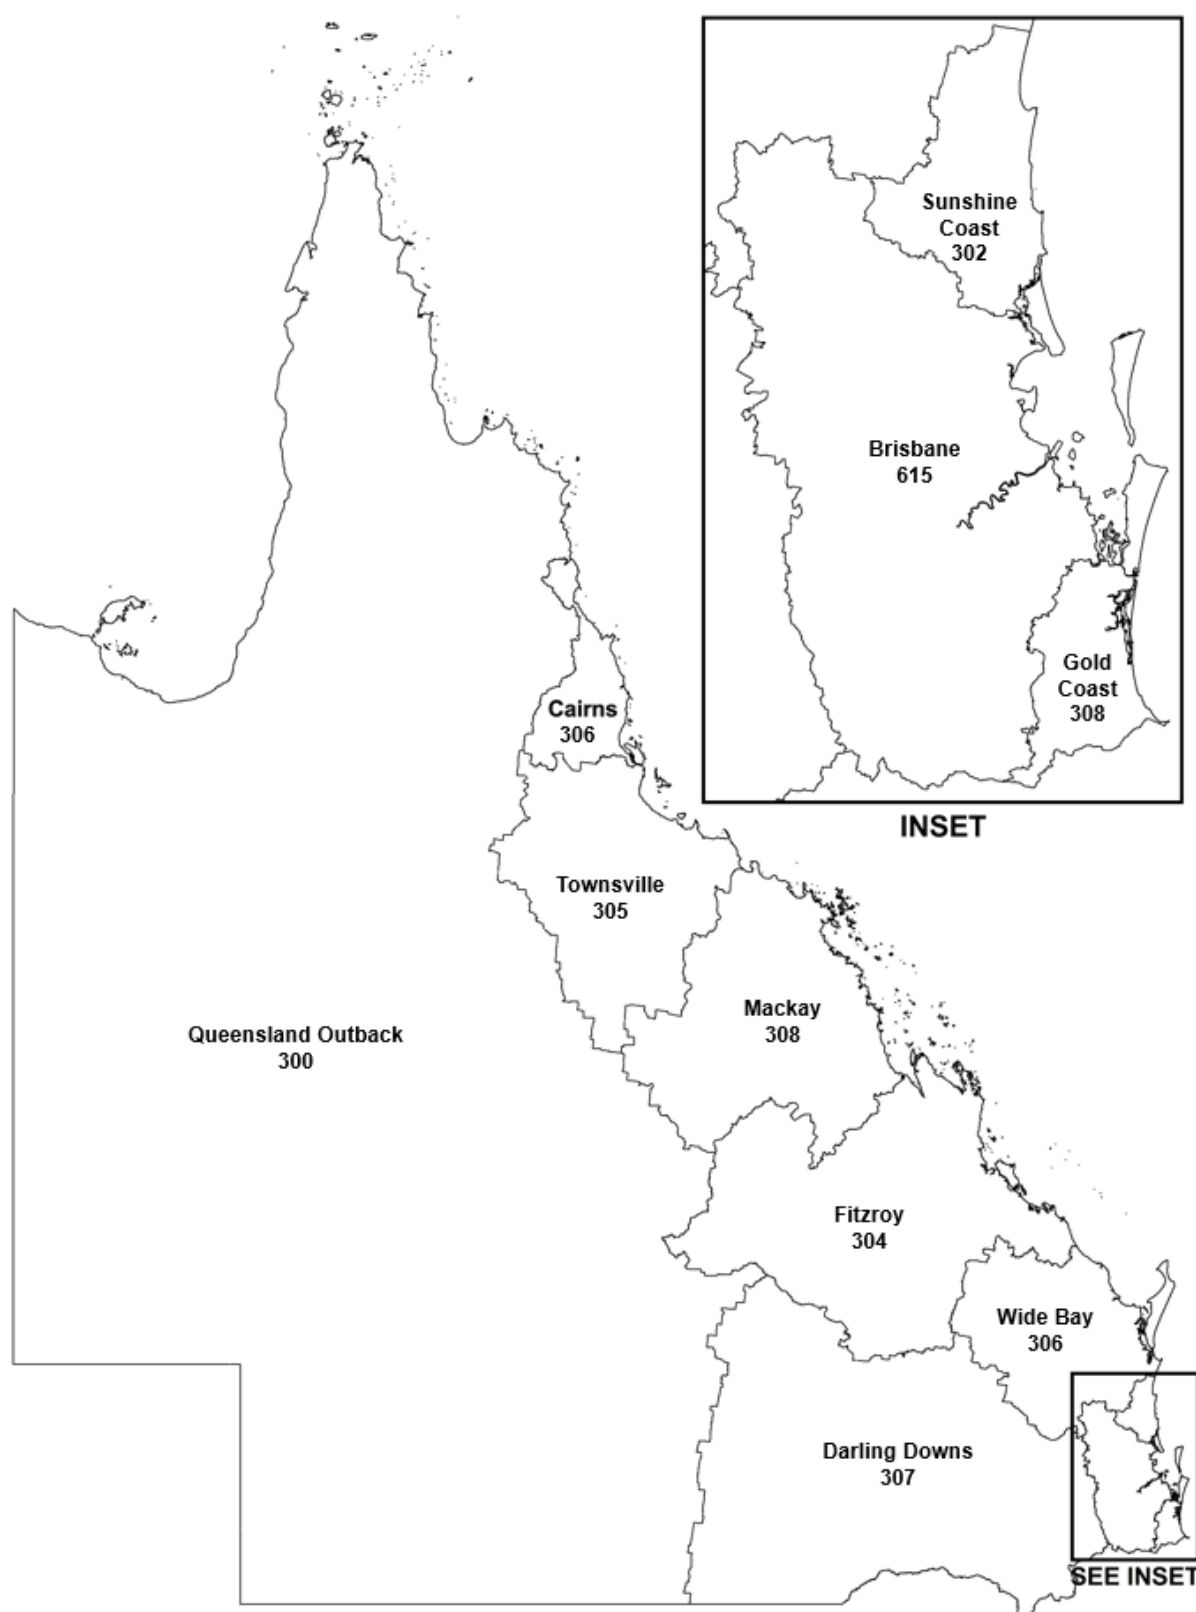 Sunshine
Coast
302
Brisbane
615
Gold
Coast
308
INSET
Cairns
306
Townsville
305
Mackay
308
Queensland Outback
300
Fitzroy
304
Wide Bay
306
Darling Downs
307
SEE INSET